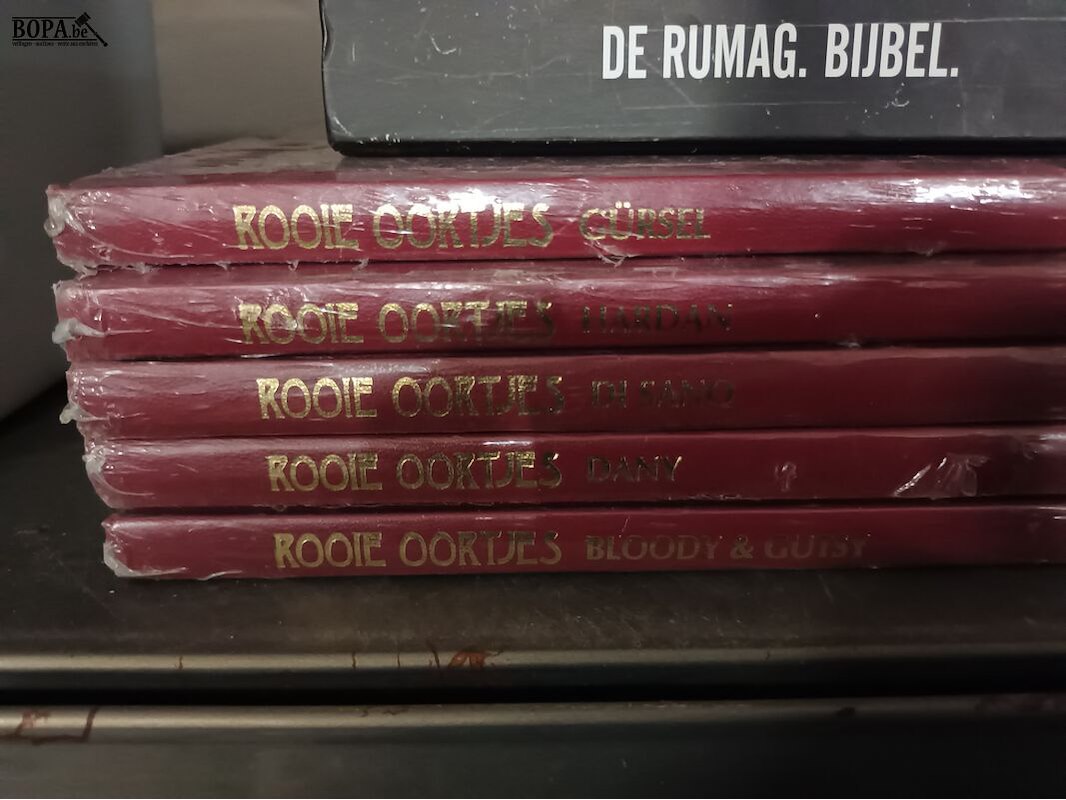 BOPA.be
DE RUMAG. BIJBEL.
ROOIE OORTJES GÜRSEL
ROOIE OORTJES HARDAN
ROOIE OORTJES DI SANO
ROOIE OORTJES DANY
ROOIE OORTJES BLOODY & GUTSY